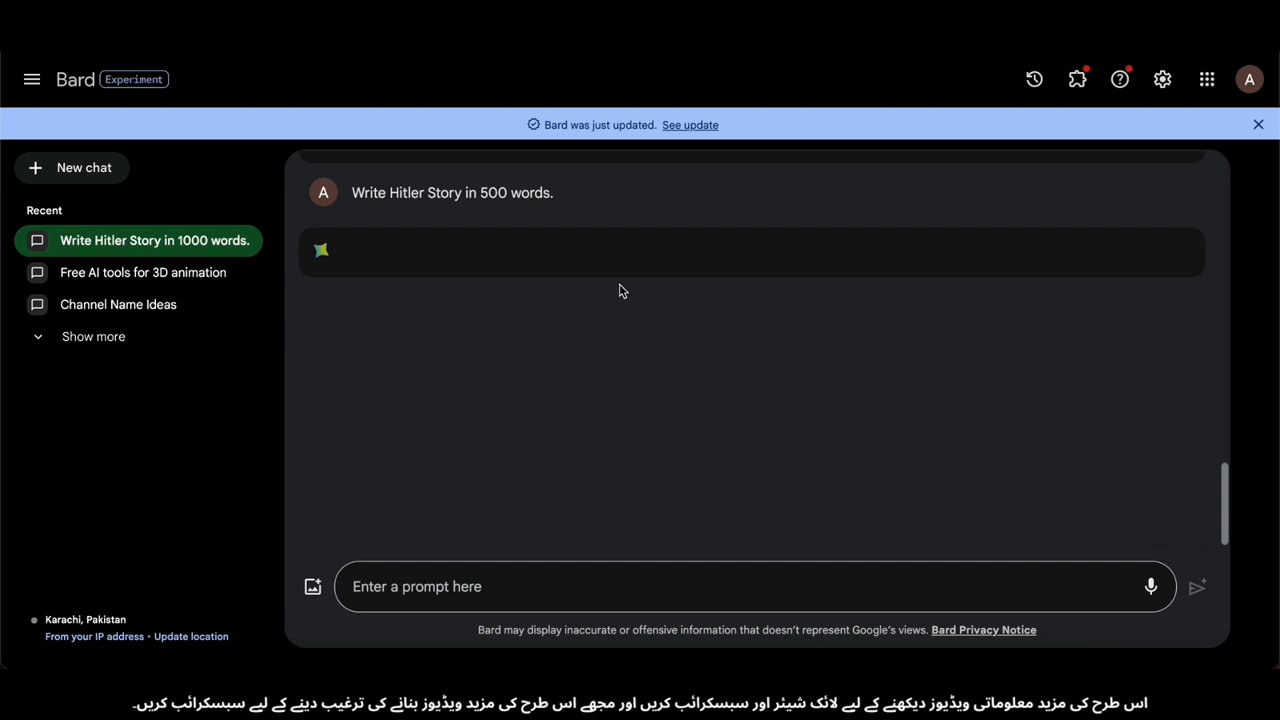 Bard Experiment
A
Bard was just updated. See update
New chat
Recent
Write Hitler Story in 1000 words.
Free AI tools for 3D animation
Channel Name Ideas
Show more
A Write Hitler Story in 500 words.
Enter a prompt here
Karachi, Pakistan
From your IP address • Update location
Bard may display inaccurate or offensive information that doesn't represent Google's views. Bard Privacy Notice
اس طرح کی مزید معلوماتی ویڈیوز دیکھنے کے لیے لائک شیئر اور سبسکرائب کریں اور مجھے اس طرح کی مزید ویڈیوز بنانے کی ترغیب دینے کے لیے سبسکرائب کریں۔